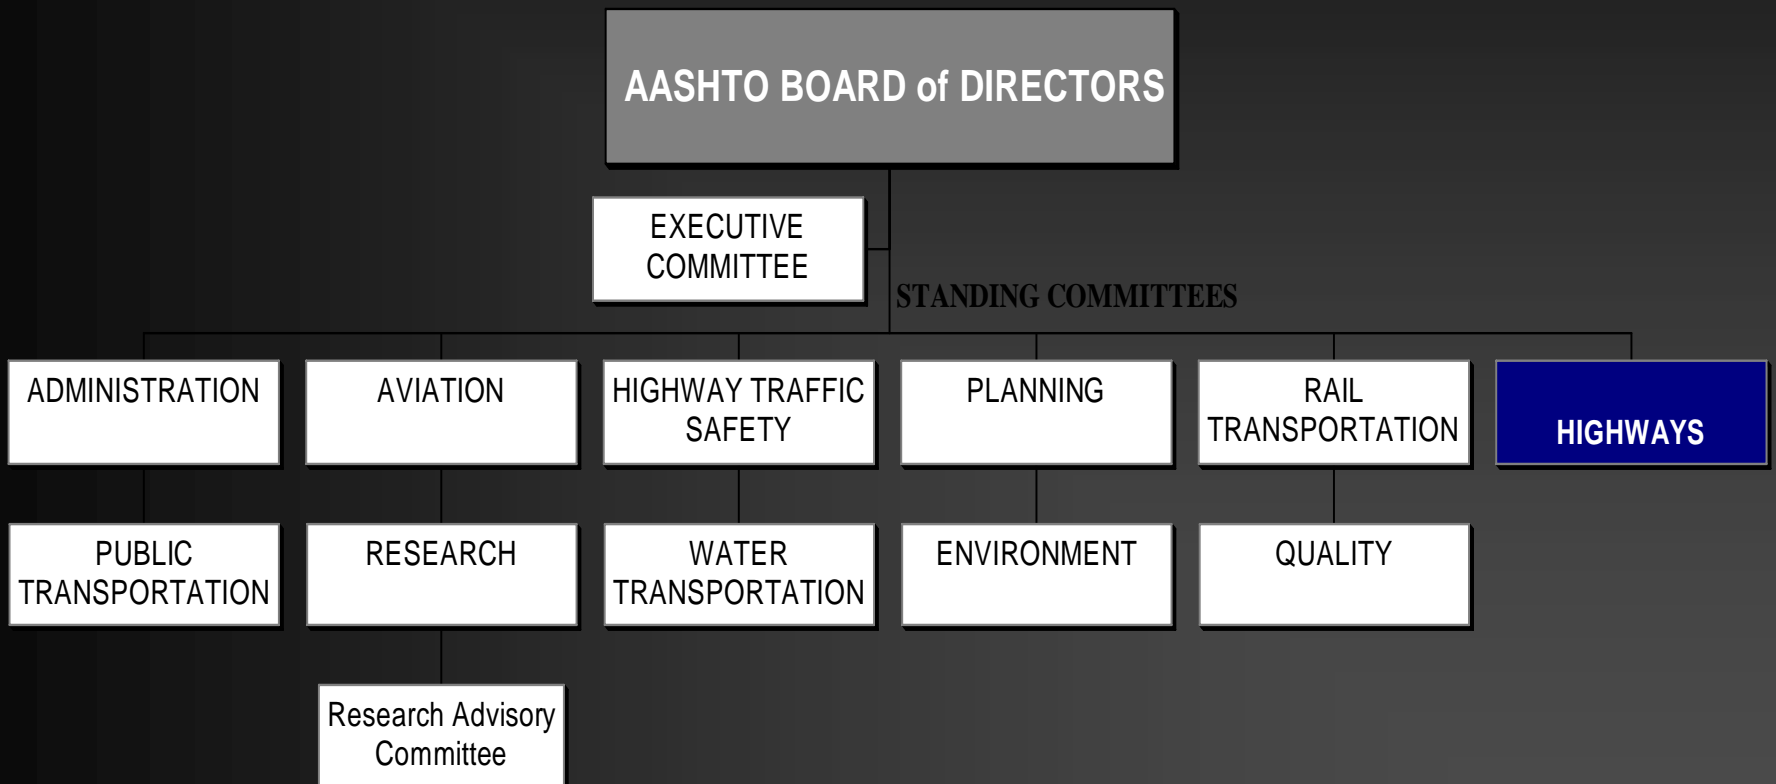 AASHTO BOARD of DIRECTORS
EXECUTIVE
COMMITTEE
STANDING COMMITTEES
ADMINISTRATION
AVIATION
HIGHWAY TRAFFIC
SAFETY
PLANNING
RAIL
TRANSPORTATION
HIGHWAYS
PUBLIC
TRANSPORTATION
RESEARCH
WATER
TRANSPORTATION
ENVIRONMENT
QUALITY
Research Advisory
Committee